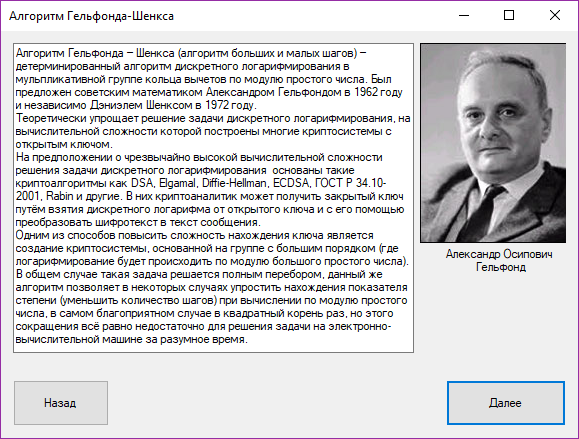 Алгоритм Гельфонда-Шенкса
Алгоритм Гельфонда – Шенкса (алгоритм больших и малых шагов) –
детерминированный алгоритм дискретного логарифмирования в
мультипликативной группе кольца вычетов по модулю простого числа. Был
предложен советским математиком Александром Гельфондом в 1962 году
и независимо Дэниэлем Шенксом в 1972 году.
Теоретически упрощает решение задачи дискретного логарифмирования, на
вычислительной сложности которой построены многие криптосистемы с
открытым ключом.
На предположении о чрезвычайно высокой вычислительной сложности
решения задачи дискретного логарифмирования  основаны такие
криптоалгоритмы как DSA, Elgamal, Diffie-Hellman, ECDSA, ГОСТ Р 34.10-
2001, Rabin и другие. В них криптоаналитик может получить закрытый ключ
путём взятия дискретного логарифма от открытого ключа и с его помощью
преобразовать шифротекст в текст сообщения.
Одним из способов повысить сложность нахождения ключа является
создание криптосистемы, основанной на группе с большим порядком (где
логарифмирование будет происходить по модулю большого простого числа).
В общем случае такая задача решается полным перебором, данный же
алгоритм позволяет в некоторых случаях упростить нахождения показателя
степени (уменьшить количество шагов) при вычислении по модулю простого
числа, в самом благоприятном случае в квадратный корень раз, но этого
сокращения всё равно недостаточно для решения задачи на электронно-
вычислительной машине за разумное время.
Александр Осипович
Гельфонд
Назад
Далее